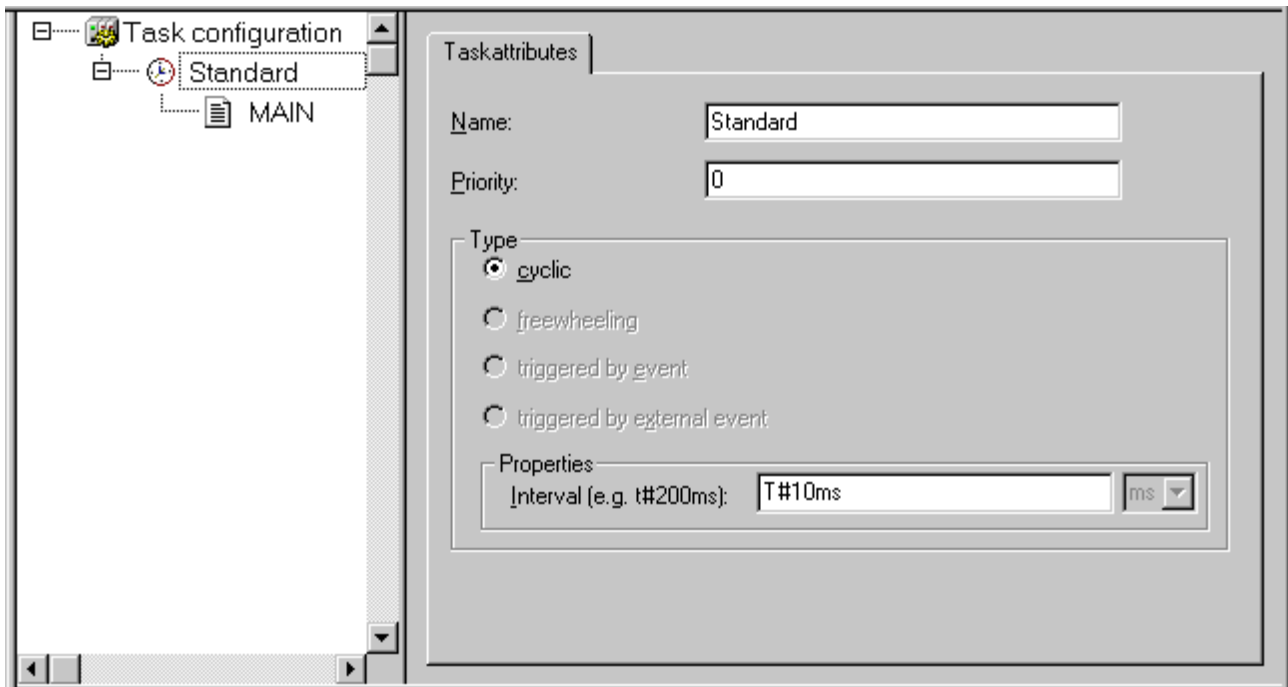 Task configuration
Standard
MAIN
Taskattributes
Name: Standard
Priority: 0
Type
cyclic
freewheeling
triggered by event
triggered by external event
Properties
Interval (e.g. t#200ms): T#10ms ms